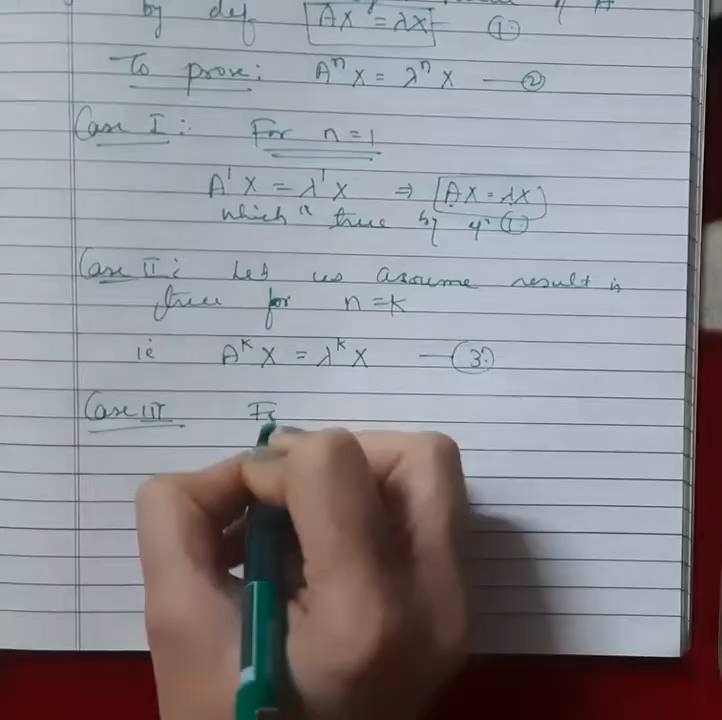 by def AX = λX — ①
To prove: Aⁿ X = λⁿ X — ②
Case I: For n = 1
A¹ X = λ¹ X ⇒ AX = λX
which is true by eqⁿ ①
Case II: Let us assume result is
true for n = K
ie Aᴷ X = λᴷ X — ③
Case III Fo